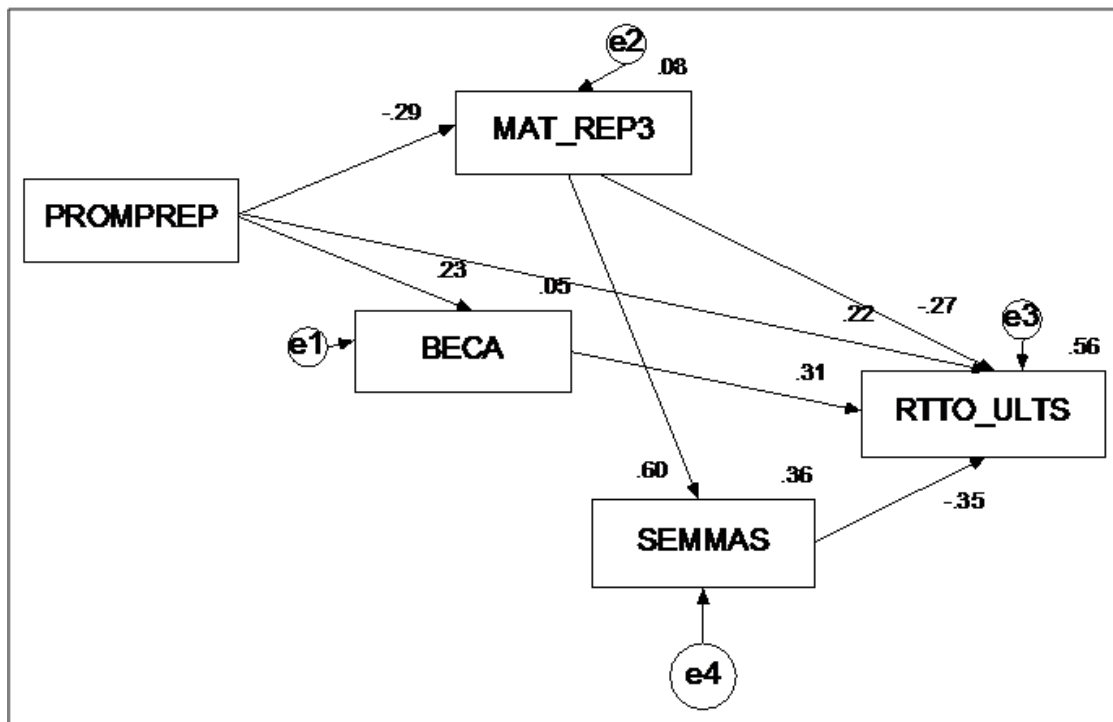 e2
.08
-.29
MAT_REP3
PROMPREP
.23
.05
.22
-.27
e3
e1
BECA
.56
.31
RTTO_ULTS
.60
.36
-.35
SEMMAS
e4